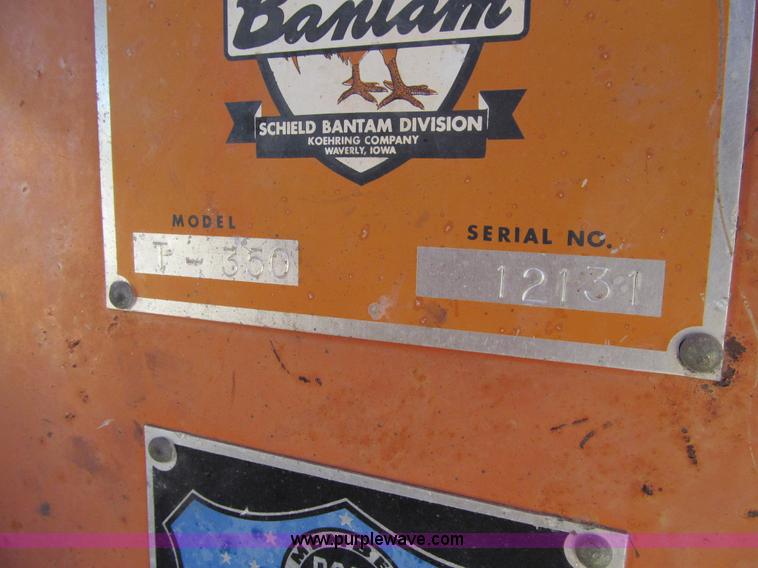 Bantam
SCHIELD BANTAM DIVISION
KOEHRING COMPANY
WAVERLY, IOWA
MODEL
T-350
SERIAL NO.
12131
www.purplewave.com